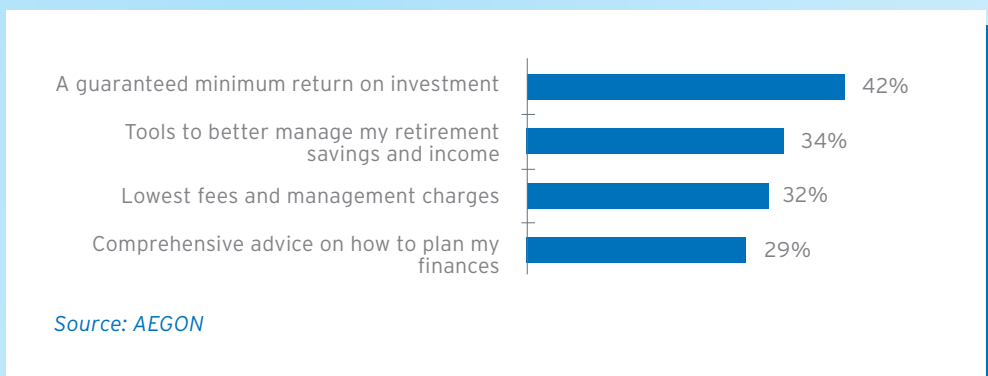 A guaranteed minimum return on investment 42%
Tools to better manage my retirement
savings and income 34%
Lowest fees and management charges 32%
Comprehensive advice on how to plan my
finances 29%
Source: AEGON